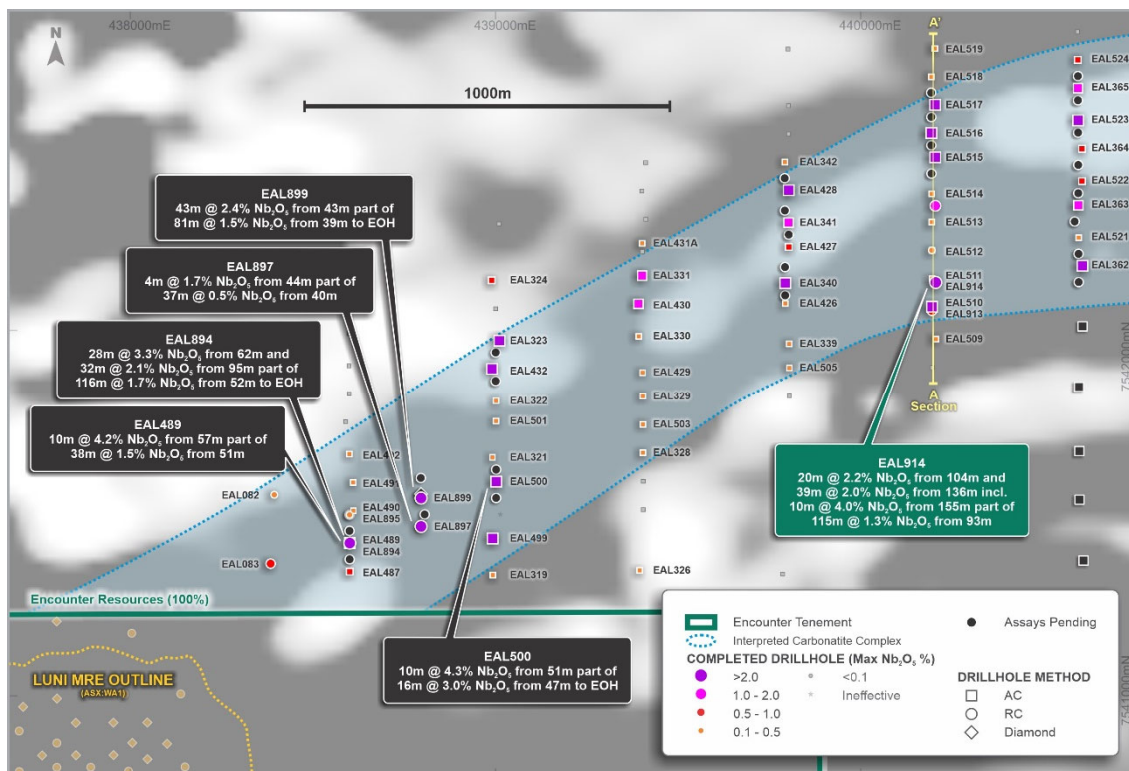 438000mE
439000mE
440000mE
N
A'
1000m
EAL519
EAL518
EAL517
EAL516
EAL515
EAL514
EAL513
EAL512
EAL511
EAL914
EAL510
EAL913
EAL509
A
Section
EAL524
EAL365
EAL523
EAL364
EAL522
EAL363
EAL521
EAL362
7542000mN
7541000mN
EAL342
EAL428
EAL341
EAL427
EAL340
EAL426
EAL339
EAL505
EAL431A
EAL331
EAL430
EAL330
EAL429
EAL329
EAL503
EAL328
EAL326
EAL324
EAL323
EAL432
EAL322
EAL501
EAL321
EAL500
EAL499
EAL319
EAL899
EAL897
EAL492
EAL491
EAL490
EAL895
EAL489
EAL894
EAL487
EAL082
EAL083
EAL899
43m @ 2.4% Nb₂O₅ from 43m part of
81m @ 1.5% Nb₂O₅ from 39m to EOH
EAL897
4m @ 1.7% Nb₂O₅ from 44m part of
37m @ 0.5% Nb₂O₅ from 40m
EAL894
28m @ 3.3% Nb₂O₅ from 62m and
32m @ 2.1% Nb₂O₅ from 95m part of
116m @ 1.7% Nb₂O₅ from 52m to EOH
EAL489
10m @ 4.2% Nb₂O₅ from 57m part of
38m @ 1.5% Nb₂O₅ from 51m
EAL914
20m @ 2.2% Nb₂O₅ from 104m and
39m @ 2.0% Nb₂O₅ from 136m incl.
10m @ 4.0% Nb₂O₅ from 155m part of
115m @ 1.3% Nb₂O₅ from 93m
EAL500
10m @ 4.3% Nb₂O₅ from 51m part of
16m @ 3.0% Nb₂O₅ from 47m to EOH
Encounter Resources (100%)
LUNI MRE OUTLINE
(ASX:WA1)
Encounter Tenement
Interpreted Carbonatite Complex
COMPLETED DRILLHOLE (Max Nb₂O₅ %)
>2.0
1.0 - 2.0
0.5 - 1.0
0.1 - 0.5
<0.1
Ineffective
Assays Pending
DRILLHOLE METHOD
AC
RC
Diamond